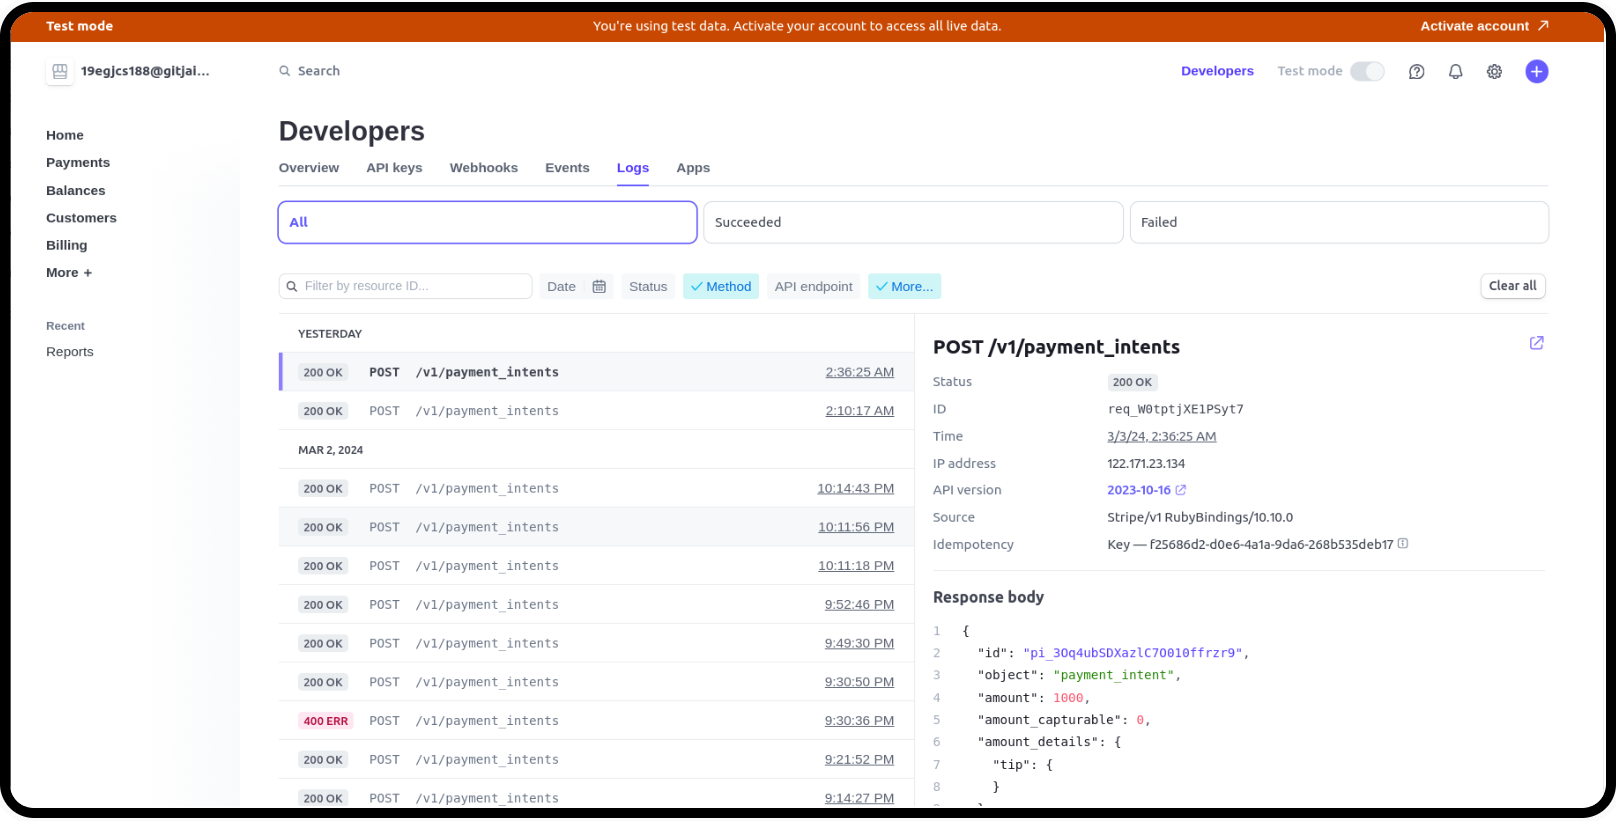 Test mode
You're using test data. Activate your account to access all live data.
Activate account
19egjcs188@gitjai...
Search
Developers
Test mode
Home
Payments
Balances
Customers
Billing
More +
Recent
Reports
Developers
Overview API keys Webhooks Events Logs Apps
All
Succeeded
Failed
Filter by resource ID...
Date
Status
Method
API endpoint
More...
Clear all
YESTERDAY
200 OK POST /v1/payment_intents 2:36:25 AM
200 OK POST /v1/payment_intents 2:10:17 AM
MAR 2, 2024
200 OK POST /v1/payment_intents 10:14:43 PM
200 OK POST /v1/payment_intents 10:11:56 PM
200 OK POST /v1/payment_intents 10:11:18 PM
200 OK POST /v1/payment_intents 9:52:46 PM
200 OK POST /v1/payment_intents 9:49:30 PM
200 OK POST /v1/payment_intents 9:30:50 PM
400 ERR POST /v1/payment_intents 9:30:36 PM
200 OK POST /v1/payment_intents 9:21:52 PM
200 OK POST /v1/payment_intents 9:14:27 PM
POST /v1/payment_intents
Status 200 OK
ID req_W0tptjXE1PSyt7
Time 3/3/24, 2:36:25 AM
IP address 122.171.23.134
API version 2023-10-16
Source Stripe/v1 RubyBindings/10.10.0
Idempotency Key — f25686d2-d0e6-4a1a-9da6-268b535deb17
Response body
1 {
2 "id": "pi_3Oq4ubSDXazlC7O010ffrzr9",
3 "object": "payment_intent",
4 "amount": 1000,
5 "amount_capturable": 0,
6 "amount_details": {
7 "tip": {
8 }